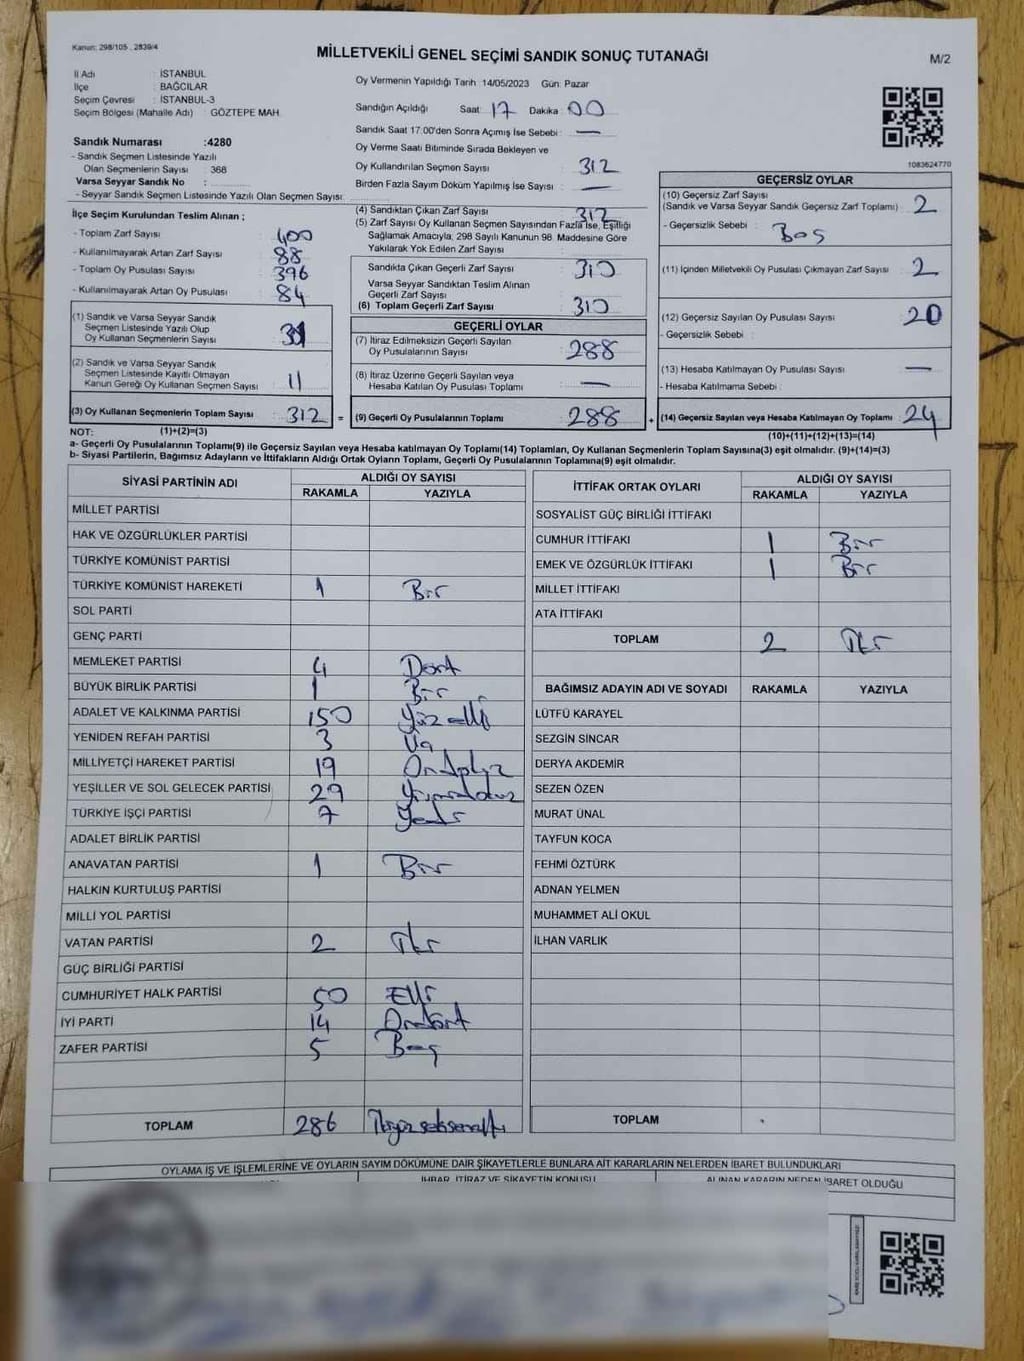 Kanun: 298/105 , 2839/4
MİLLETVEKİLİ GENEL SEÇİMİ SANDIK SONUÇ TUTANAĞI
M/2
İl Adı : İSTANBUL
İlçe : BAĞCILAR
Seçim Çevresi : İSTANBUL-3
Seçim Bölgesi (Mahalle Adı) : GÖZTEPE MAH.
Sandık Numarası :4280
- Sandık Seçmen Listesinde Yazılı
Olan Seçmenlerin Sayısı : 368
Varsa Seyyar Sandık No :
- Seyyar Sandık Seçmen Listesinde Yazılı Olan Seçmen Sayısı:
Oy Vermenin Yapıldığı Tarih : 14/05/2023 Gün: Pazar
Sandığın Açıldığı Saat: 17 Dakika : 00
Sandık Saat 17:00'den Sonra Açımış İse Sebebi : —
Oy Verme Saati Bitiminde Sırada Bekleyen ve
Oy Kullandırılan Seçmen Sayısı : 312
Birden Fazla Sayım Döküm Yapılmış İse Sayısı : —
1083624770
İlçe Seçim Kurulundan Teslim Alınan ;
- Toplam Zarf Sayısı : 400
- Kullanılmayarak Artan Zarf Sayısı : 88
- Toplam Oy Pusulası Sayısı : 396
- Kullanılmayarak Artan Oy Pusulası : 84
(1) Sandık ve Varsa Seyyar Sandık
Seçmen Listesinde Yazılı Olup
Oy Kullanan Seçmenlerin Sayısı :
(2) Sandık ve Varsa Seyyar Sandık
Seçmen Listesinde Kayıtlı Olmayan
Kanun Gereği Oy Kullanan Seçmen Sayısı : 11
(3) Oy Kullanan Seçmenlerin Toplam Sayısı : 312 =
(4) Sandıktan Çıkan Zarf Sayısı : 312
(5) Zarf Sayısı Oy Kullanan Seçmen Sayısından Fazla İse, Eşitliği
Sağlamak Amacıyla, 298 Sayılı Kanunun 98. Maddesine Göre
Yakılarak Yok Edilen Zarf Sayısı :
Sandıkta Çıkan Geçerli Zarf Sayısı : 310
Varsa Seyyar Sandıktan Teslim Alınan
Geçerli Zarf Sayısı :
(6) Toplam Geçerli Zarf Sayısı : 310
GEÇERLİ OYLAR
(7) İtiraz Edilmeksizin Geçerli Sayılan
Oy Pusulalarının Sayısı : 288
(8) İtiraz Üzerine Geçerli Sayılan veya
Hesaba Katılan Oy Pusulası Toplamı : —
(9) Geçerli Oy Pusulalarının Toplamı : 288 +
GEÇERSİZ OYLAR
(10) Geçersiz Zarf Sayısı
(Sandık ve Varsa Seyyar Sandık Geçersiz Zarf Toplamı) : 2
- Geçersizlik Sebebi : Boş
(11) İçinden Milletvekili Oy Pusulası Çıkmayan Zarf Sayısı : 2
(12) Geçersiz Sayılan Oy Pusulası Sayısı : 20
- Geçersizlik Sebebi :
(13) Hesaba Katılmayan Oy Pusulası Sayısı : —
- Hesaba Katılmama Sebebi :
(14) Geçersiz Sayılan veya Hesaba Katılmayan Oy Toplamı : 24
NOT: (1)+(2)=(3)
(10)+(11)+(12)+(13)=(14)
a- Geçerli Oy Pusulalarının Toplamı(9) ile Geçersiz Sayılan veya Hesaba katılmayan Oy Toplamı(14) Toplamları, Oy Kullanan Seçmenlerin Toplam Sayısına(3) eşit olmalıdır. (9)+(14)=(3)
b- Siyasi Partilerin, Bağımsız Adayların ve İttifakların Aldığı Ortak Oyların Toplamı, Geçerli Oy Pusulalarının Toplamına(9) eşit olmalıdır.
SİYASİ PARTİNİN ADI ALDIĞI OY SAYISI
RAKAMLA YAZIYLA
MİLLET PARTİSİ
HAK VE ÖZGÜRLÜKLER PARTİSİ
TÜRKİYE KOMÜNİST PARTİSİ
TÜRKİYE KOMÜNİST HAREKETİ 1 Bir
SOL PARTİ
GENÇ PARTİ
MEMLEKET PARTİSİ 4 Dört
BÜYÜK BİRLİK PARTİSİ 1 Bir
ADALET VE KALKINMA PARTİSİ 150 Yüz elli
YENİDEN REFAH PARTİSİ 3 Üç
MİLLİYETÇİ HAREKET PARTİSİ 19 Ondokuz
YEŞİLLER VE SOL GELECEK PARTİSİ 29 Yirmidokuz
TÜRKİYE İŞÇİ PARTİSİ 7 Yedi
ADALET BİRLİK PARTİSİ
ANAVATAN PARTİSİ 1 Bir
HALKIN KURTULUŞ PARTİSİ
MİLLİ YOL PARTİSİ
VATAN PARTİSİ 2 İki
GÜÇ BİRLİĞİ PARTİSİ
CUMHURİYET HALK PARTİSİ 50 Elli
İYİ PARTİ 14 Ondört
ZAFER PARTİSİ 5 Beş
TOPLAM 286 İkiyüzseksenaltı
İTTİFAK ORTAK OYLARI ALDIĞI OY SAYISI
RAKAMLA YAZIYLA
SOSYALİST GÜÇ BİRLİĞİ İTTİFAKI
CUMHUR İTTİFAKI 1 Bir
EMEK VE ÖZGÜRLÜK İTTİFAKI 1 Bir
MİLLET İTTİFAKI
ATA İTTİFAKI
TOPLAM 2 İki
BAĞIMSIZ ADAYIN ADI VE SOYADI RAKAMLA YAZIYLA
LÜTFÜ KARAYEL
SEZGİN SİNCAR
DERYA AKDEMİR
SEZEN ÖZEN
MURAT ÜNAL
TAYFUN KOCA
FEHMİ ÖZTÜRK
ADNAN YELMEN
MUHAMMET ALİ OKUL
İLHAN VARLIK
TOPLAM
OYLAMA İŞ VE İŞLEMLERİNE VE OYLARIN SAYIM DÖKÜMÜNE DAİR ŞİKAYETLERLE BUNLARA AİT KARARLARIN NELERDEN İBARET BULUNDUKLARI
İHBAR, İTİRAZ VE ŞİKAYETİN KONUSU ALINAN KARARIN NEDEN İBARET OLDUĞU